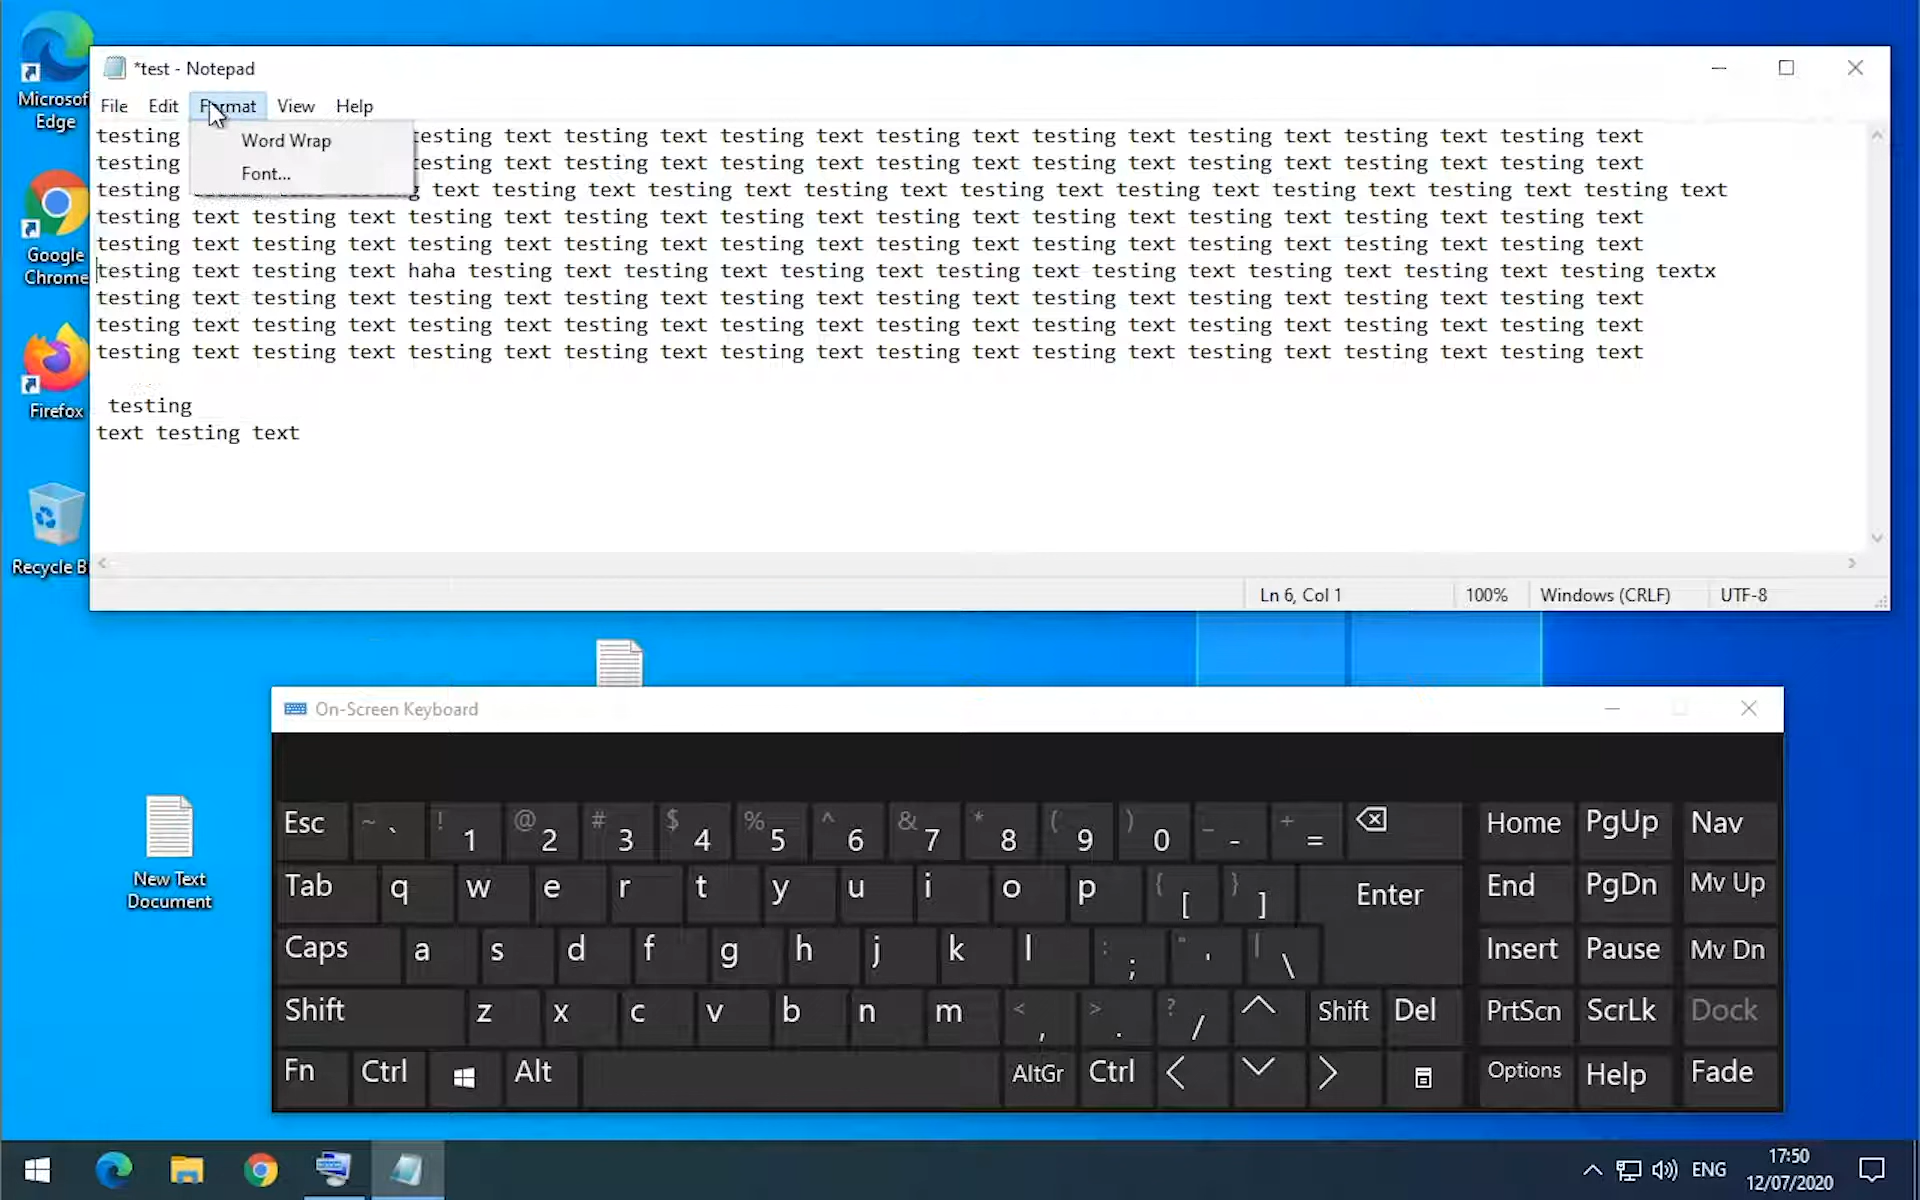 Microsof
Edge
Google
Chrome
Firefox
Recycle B
*test - Notepad
File Edit Format View Help
Word Wrap
Font...
testing testing text testing text testing text testing text testing text testing text testing text testing text
testing testing text testing text testing text testing text testing text testing text testing text testing text
testing text testing text testing text testing text testing text testing text testing text testing text testing text
testing text testing text testing text testing text testing text testing text testing text testing text testing text testing text
testing text testing text testing text testing text testing text testing text testing text testing text testing text testing text
testing text testing text haha testing text testing text testing text testing text testing text testing text testing text testing textx
testing text testing text testing text testing text testing text testing text testing text testing text testing text testing text
testing text testing text testing text testing text testing text testing text testing text testing text testing text testing text
testing text testing text testing text testing text testing text testing text testing text testing text testing text testing text
testing
text testing text
Ln 6, Col 1 100% Windows (CRLF) UTF-8
New Text
Document
On-Screen Keyboard
Esc ~ ` ! 1 @ 2 # 3 $ 4 % 5 ^ 6 & 7 * 8 ( 9 ) 0 _ - + = Home PgUp Nav
Tab q w e r t y u i o p { [ } ] Enter End PgDn Mv Up
Caps a s d f g h j k l : ; " ' | \ Insert Pause Mv Dn
Shift z x c v b n m < , > . ? / Shift Del PrtScn ScrLk Dock
Fn Ctrl Alt AltGr Ctrl Options Help Fade
ENG
17:50
12/07/2020